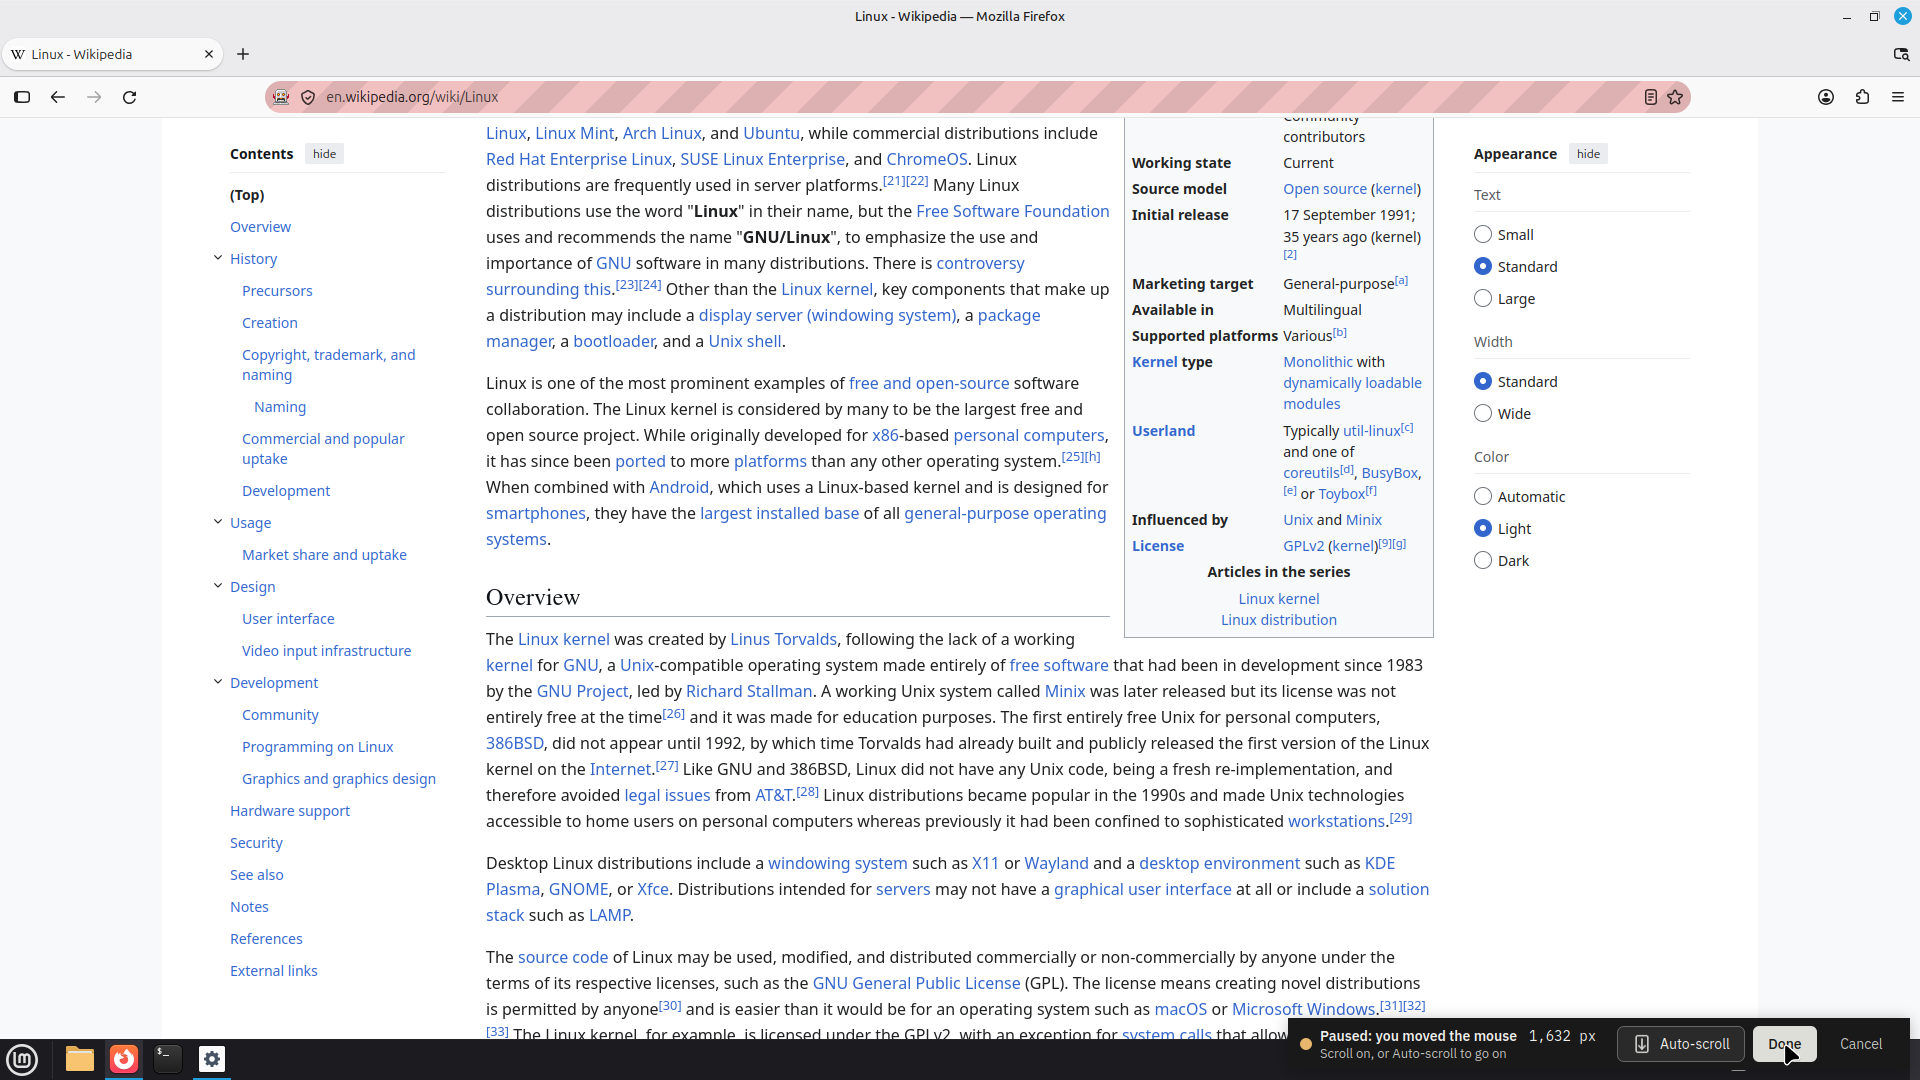 Linux - Wikipedia — Mozilla Firefox
Linux - Wikipedia
en.wikipedia.org/wiki/Linux
Contents hide
(Top)
Overview
History
Precursors
Creation
Copyright, trademark, and
naming
Naming
Commercial and popular
uptake
Development
Usage
Market share and uptake
Design
User interface
Video input infrastructure
Development
Community
Programming on Linux
Graphics and graphics design
Hardware support
Security
See also
Notes
References
External links
Linux, Linux Mint, Arch Linux, and Ubuntu, while commercial distributions include
Red Hat Enterprise Linux, SUSE Linux Enterprise, and ChromeOS. Linux
distributions are frequently used in server platforms.[21][22] Many Linux
distributions use the word "Linux" in their name, but the Free Software Foundation
uses and recommends the name "GNU/Linux", to emphasize the use and
importance of GNU software in many distributions. There is controversy
surrounding this.[23][24] Other than the Linux kernel, key components that make up
a distribution may include a display server (windowing system), a package
manager, a bootloader, and a Unix shell.
Linux is one of the most prominent examples of free and open-source software
collaboration. The Linux kernel is considered by many to be the largest free and
open source project. While originally developed for x86-based personal computers,
it has since been ported to more platforms than any other operating system.[25][h]
When combined with Android, which uses a Linux-based kernel and is designed for
smartphones, they have the largest installed base of all general-purpose operating
systems.
Community
contributors
Working state Current
Source model Open source (kernel)
Initial release 17 September 1991;
35 years ago (kernel)
[2]
Marketing target General-purpose[a]
Available in Multilingual
Supported platforms Various[b]
Kernel type Monolithic with
dynamically loadable
modules
Userland Typically util-linux[c]
and one of
coreutils[d], BusyBox,
[e] or Toybox[f]
Influenced by Unix and Minix
License GPLv2 (kernel)[9][g]
Articles in the series
Linux kernel
Linux distribution
Overview
The Linux kernel was created by Linus Torvalds, following the lack of a working
kernel for GNU, a Unix-compatible operating system made entirely of free software that had been in development since 1983
by the GNU Project, led by Richard Stallman. A working Unix system called Minix was later released but its license was not
entirely free at the time[26] and it was made for education purposes. The first entirely free Unix for personal computers,
386BSD, did not appear until 1992, by which time Torvalds had already built and publicly released the first version of the Linux
kernel on the Internet.[27] Like GNU and 386BSD, Linux did not have any Unix code, being a fresh re-implementation, and
therefore avoided legal issues from AT&T.[28] Linux distributions became popular in the 1990s and made Unix technologies
accessible to home users on personal computers whereas previously it had been confined to sophisticated workstations.[29]
Desktop Linux distributions include a windowing system such as X11 or Wayland and a desktop environment such as KDE
Plasma, GNOME, or Xfce. Distributions intended for servers may not have a graphical user interface at all or include a solution
stack such as LAMP.
The source code of Linux may be used, modified, and distributed commercially or non-commercially by anyone under the
terms of its respective licenses, such as the GNU General Public License (GPL). The license means creating novel distributions
is permitted by anyone[30] and is easier than it would be for an operating system such as macOS or Microsoft Windows.[31][32]
[33] The Linux kernel, for example, is licensed under the GPLv2, with an exception for system calls that allow
Appearance hide
Text
Small
Standard
Large
Width
Standard
Wide
Color
Automatic
Light
Dark
Paused: you moved the mouse 1,632 px
Scroll on, or Auto-scroll to go on
Auto-scroll
Done
Cancel